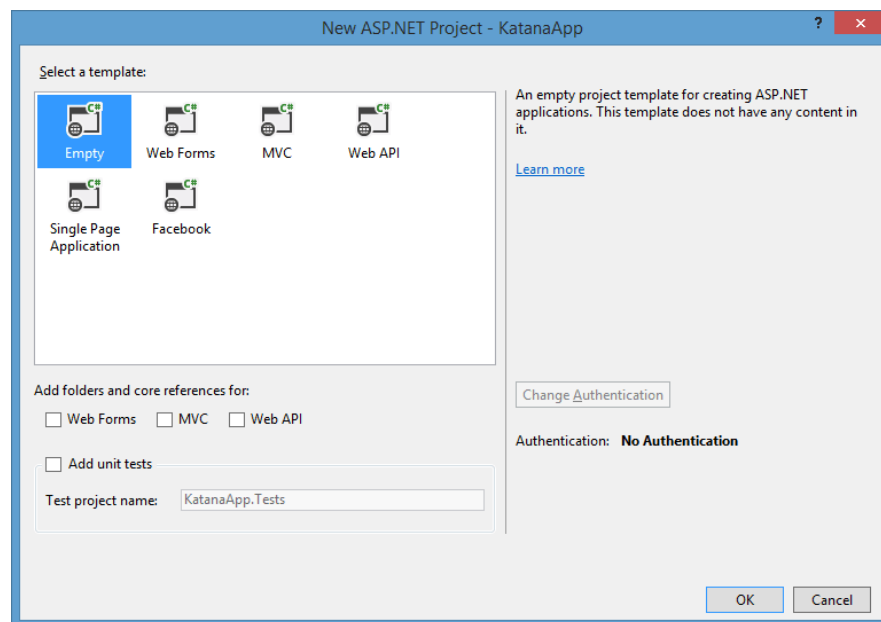 New ASP.NET Project - KatanaApp
?
Select a template:
C# C# C# C#
Empty Web Forms MVC Web API
C# C#
Single Page Application Facebook
An empty project template for creating ASP.NET
applications. This template does not have any content in
it.
Learn more
Add folders and core references for:
Web Forms MVC Web API
Add unit tests
Test project name: KatanaApp.Tests
Change Authentication
Authentication: No Authentication
OK Cancel